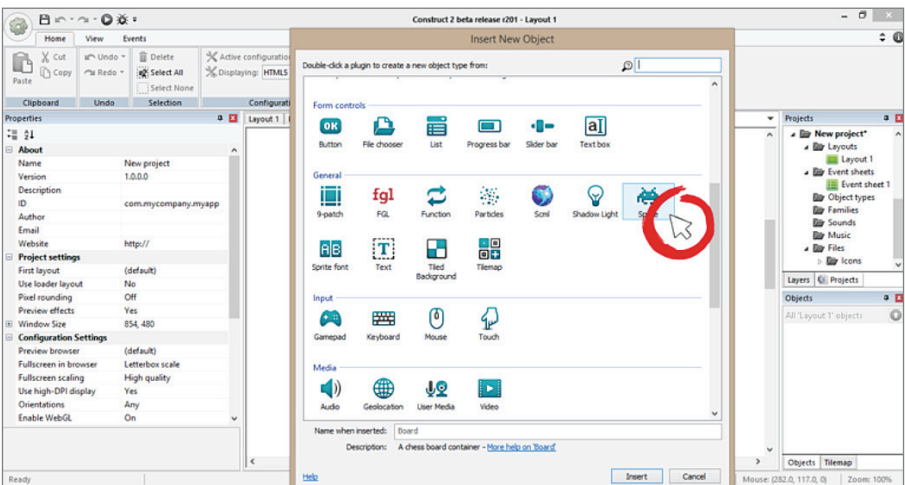 Construct 2 beta release r201 - Layout 1
Home View Events
Paste
Cut
Copy
Undo
Redo
Delete
Select All
Select None
Active configuration
Displaying: HTML5
Clipboard Undo Selection
Properties
About
Name New project
Version 1.0.0.0
Description
ID com.mycompany.myapp
Author
Email
Website http://
Project settings
First layout (default)
Use loader layout No
Pixel rounding Off
Preview effects Yes
Window Size 854, 480
Configuration Settings
Preview browser (default)
Fullscreen in browser Letterbox scale
Fullscreen scaling High quality
Use high-DPI display Yes
Orientations Any
Enable WebGL On
Ready
Layout 1
Insert New Object
Double-click a plugin to create a new object type from:
Form controls
OK
a
Button File chooser List Progress bar Slider bar Text box
General
fgl
9-patch FGL Function Particles Scml Shadow Light
AB
T
Sprite font Text Tiled Background Tilemap
Input
Gamepad Keyboard Mouse Touch
Media
Audio Geolocation User Media Video
Name when inserted: Board
Description: A chess board container - More help on 'Board'
Help Insert Cancel
Projects
New project*
Layouts
Layout 1
Event sheets
Event sheet 1
Object types
Families
Sounds
Music
Files
Icons
Layers Projects
Objects
All 'Layout 1' objects
Objects Tilemap
Mouse: (282.0, 117.0, 0) Zoom: 100%